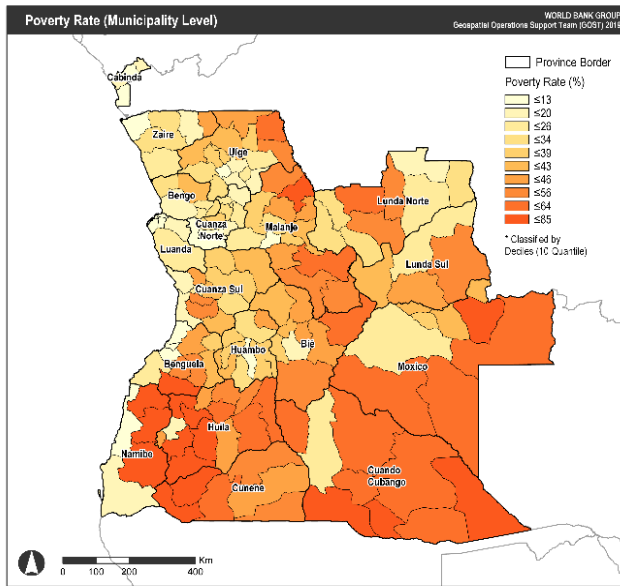 Poverty Rate (Municipality Level)
WORLD BANK GROUP
Geospatial Operations Support Team (GOST) 2019
Province Border
Poverty Rate (%)
≤13
≤20
≤26
≤34
≤39
≤43
≤46
≤56
≤64
≤85
* Classified by
Deciles (10 Quantile)
Cabinda
Zaire
Uige
Bengo
Cuanza
Norte
Malanje
Lunda Norte
Luanda
Lunda Sul
Cuanza Sul
Huambo
Bie
Benguela
Moxico
Huila
Namibe
Cunene
Cuando
Cubango
Km
0 100 200 400